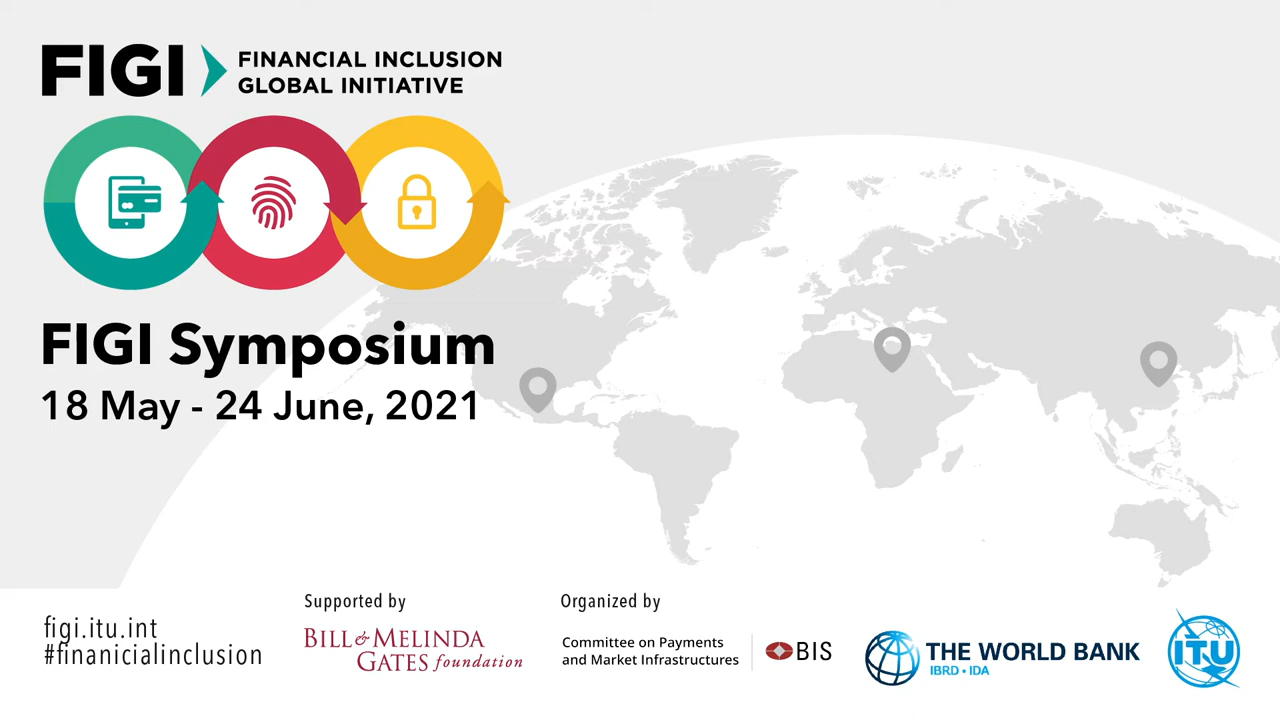 FIGI
FINANCIAL INCLUSION
GLOBAL INITIATIVE
FIGI Symposium
18 May - 24 June, 2021
figi.itu.int
#finanicialinclusion
Supported by
BILL & MELINDA
GATES foundation
Organized by
Committee on Payments
and Market Infrastructures
BIS
THE WORLD BANK
IBRD • IDA
ITU